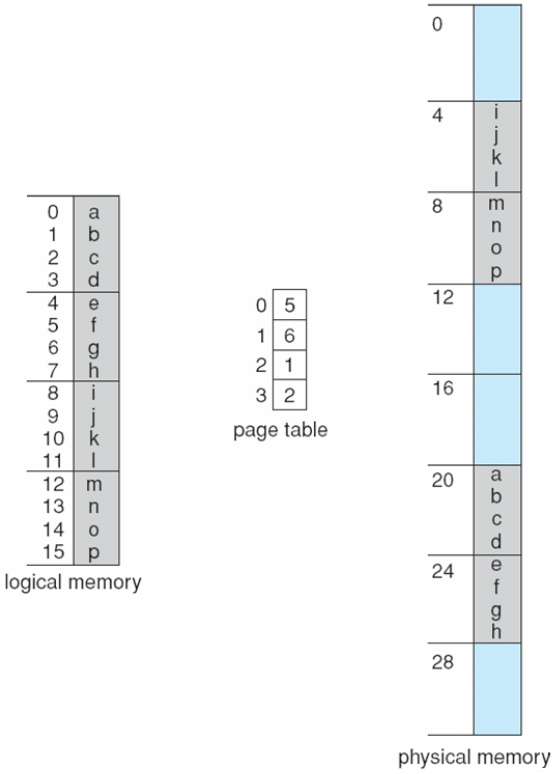 0 a
1 b
2 c
3 d
4 e
5 f
6 g
7 h
8 i
9 j
10 k
11 l
12 m
13 n
14 o
15 p
logical memory
0 5
1 6
2 1
3 2
page table
0
4 i
j
k
l
8 m
n
o
p
12
16
20 a
b
c
d
24 e
f
g
h
28
physical memory